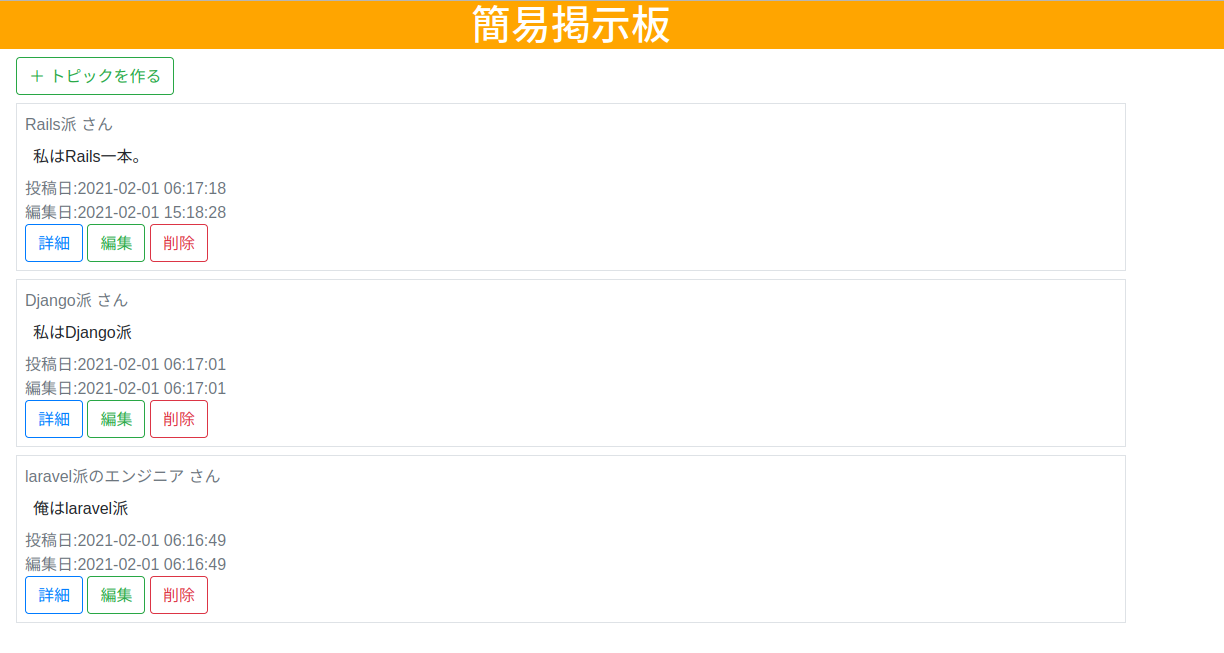 簡易掲示板
＋ トピックを作る
Rails派 さん
私はRails一本。
投稿日:2021-02-01 06:17:18
編集日:2021-02-01 15:18:28
詳細 編集 削除
Django派 さん
私はDjango派
投稿日:2021-02-01 06:17:01
編集日:2021-02-01 06:17:01
詳細 編集 削除
laravel派のエンジニア さん
俺はlaravel派
投稿日:2021-02-01 06:16:49
編集日:2021-02-01 06:16:49
詳細 編集 削除